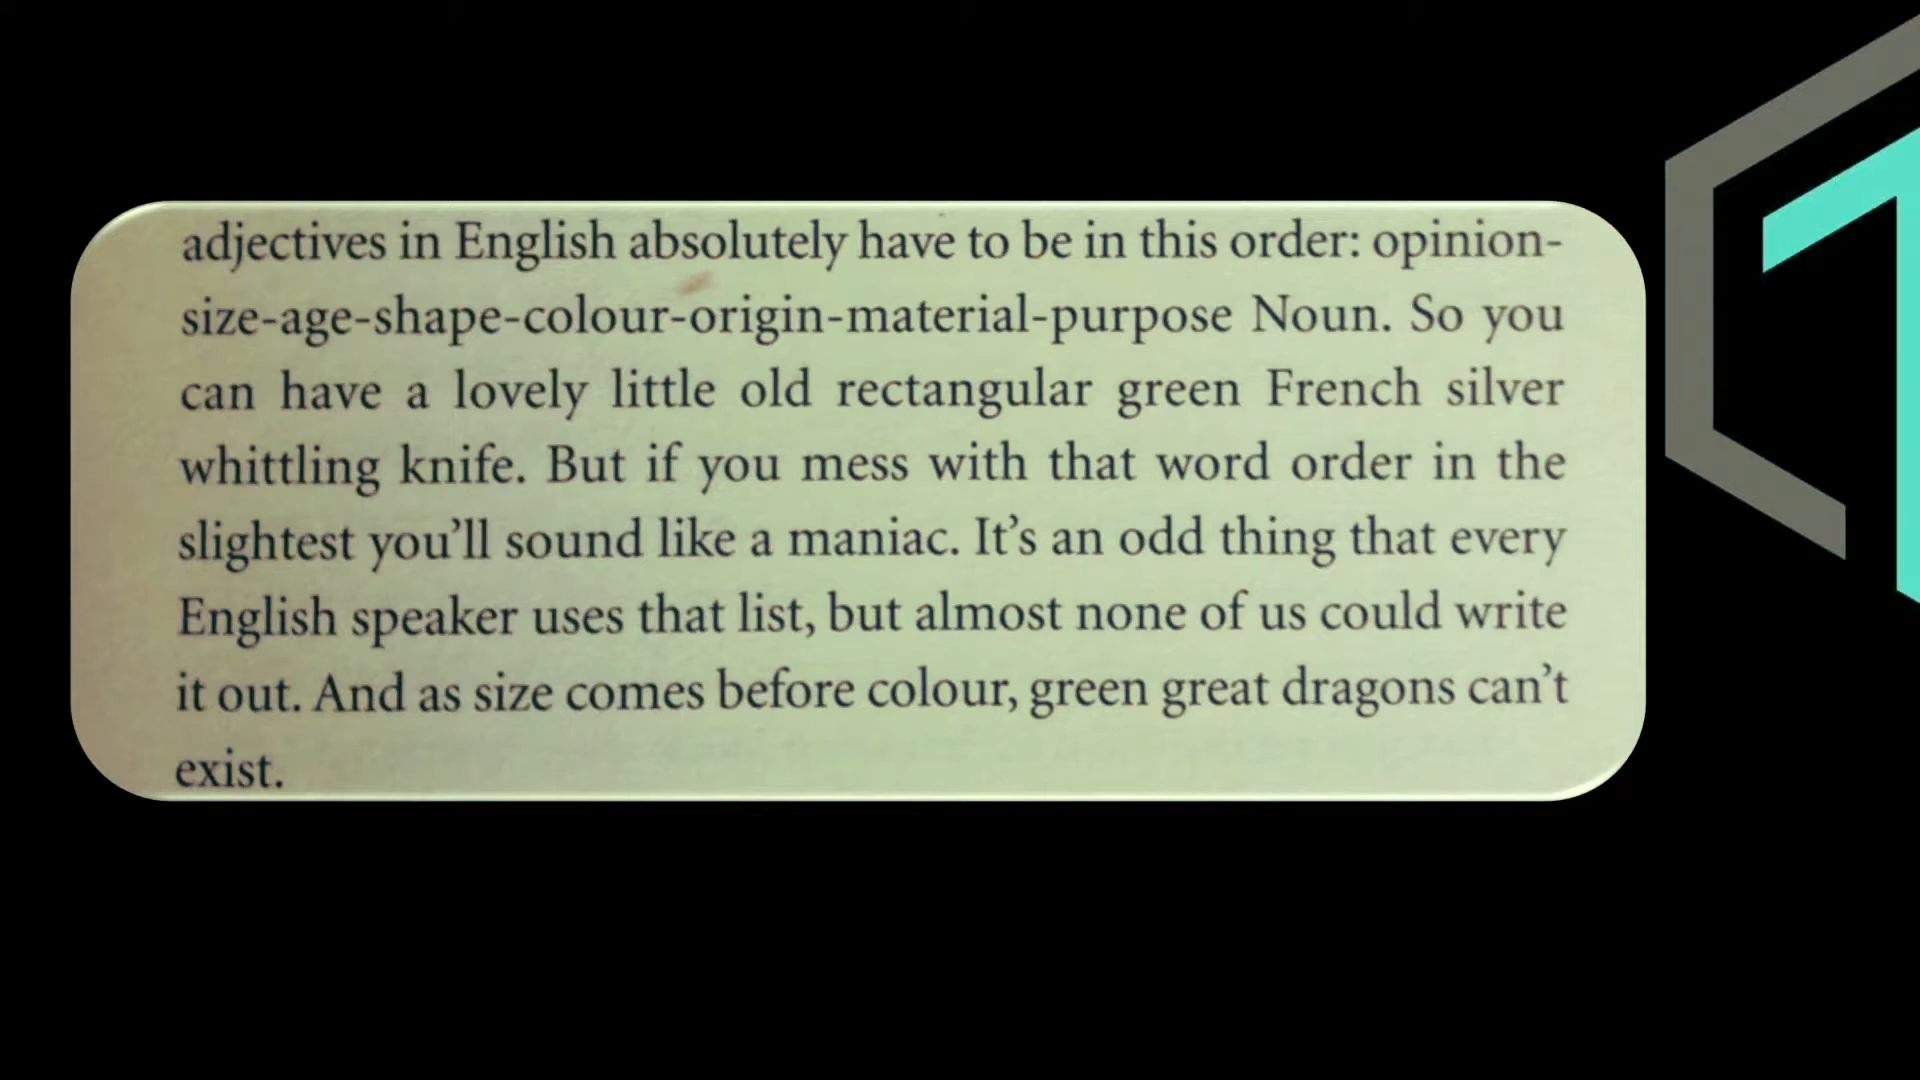 adjectives in English absolutely have to be in this order: opinion-
size-age-shape-colour-origin-material-purpose Noun. So you
can have a lovely little old rectangular green French silver
whittling knife. But if you mess with that word order in the
slightest you’ll sound like a maniac. It’s an odd thing that every
English speaker uses that list, but almost none of us could write
it out. And as size comes before colour, green great dragons can’t
exist.